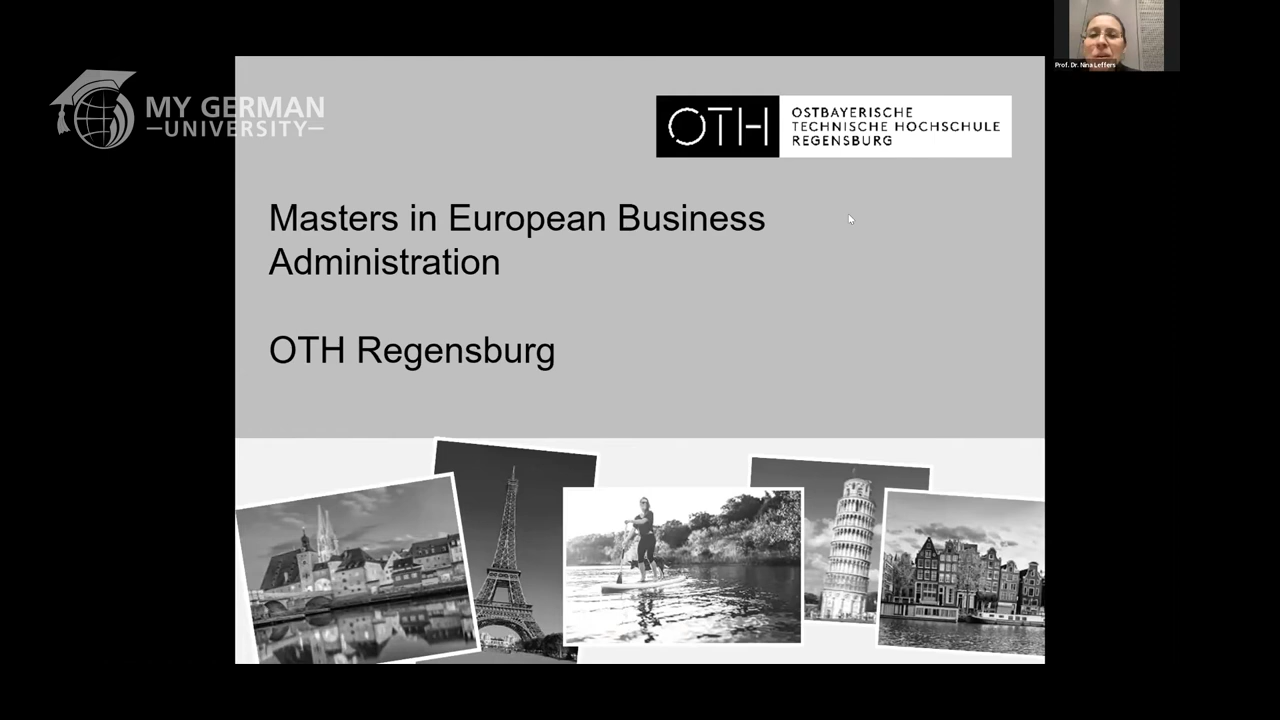 MY GERMAN
UNIVERSITY
OTH
OSTBAYERISCHE
TECHNISCHE HOCHSCHULE
REGENSBURG
Prof. Dr. Nina Leffers
Masters in European Business
Administration
OTH Regensburg